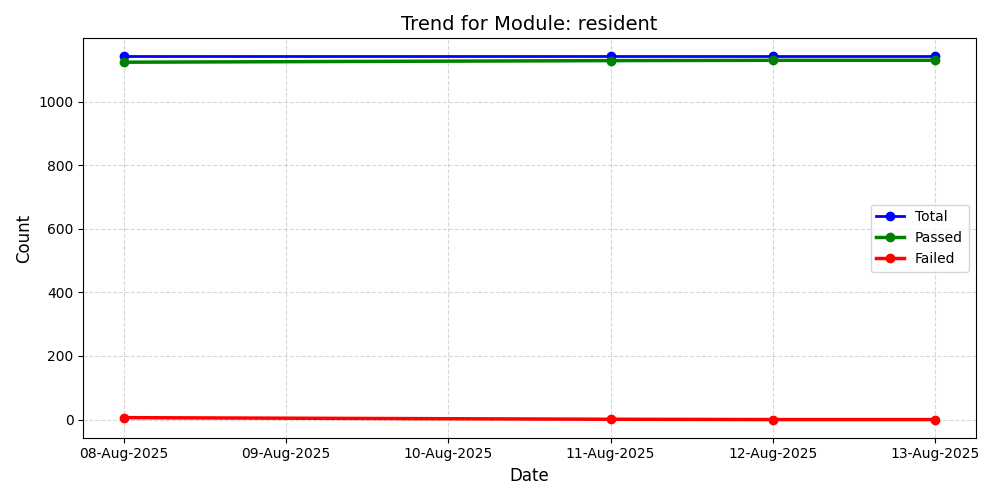 Trend for Module: resident
Count
1000
800
600
400
200
0
Total
Passed
Failed
08-Aug-2025 09-Aug-2025 10-Aug-2025 11-Aug-2025 12-Aug-2025 13-Aug-2025
Date